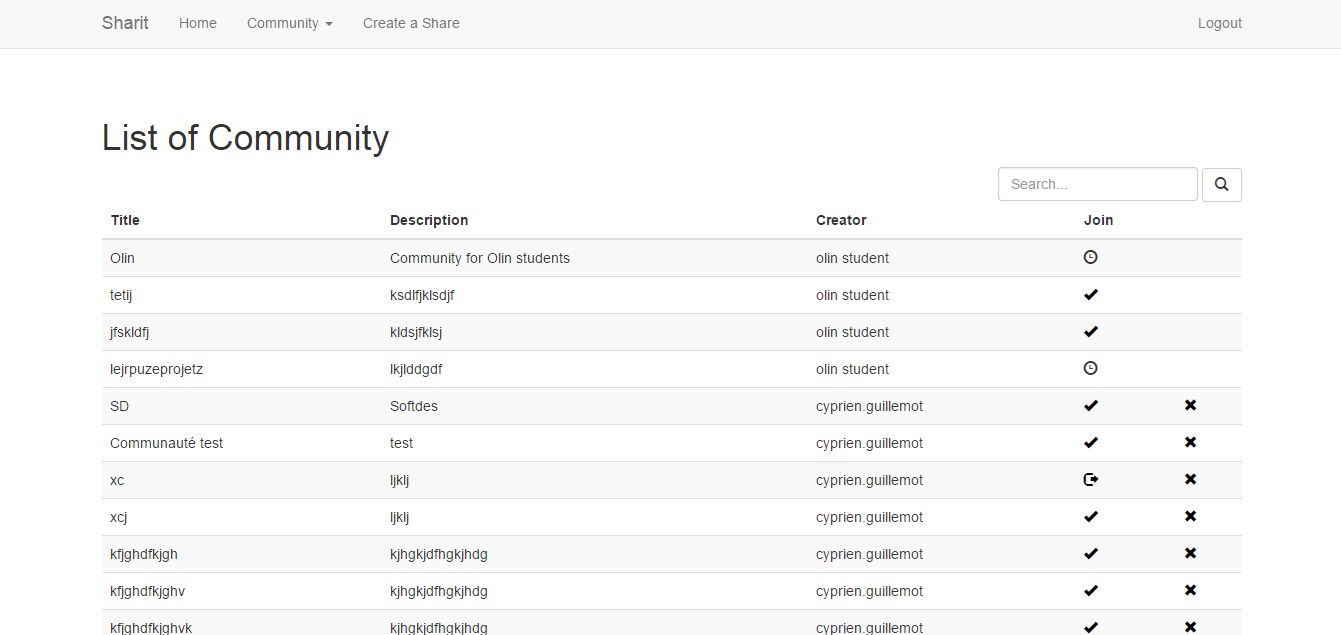 Sharit Home Community Create a Share Logout
List of Community
Search...
Title Description Creator Join
Olin Community for Olin students olin student
tetij ksdlfjklsdjf olin student
jfskldfj kldsjfklsj olin student
lejrpuzeprojetz lkjlddgdf olin student
SD Softdes cyprien.guillemot
Communauté test test cyprien.guillemot
xc ljklj cyprien.guillemot
xcj ljklj cyprien.guillemot
kfjghdfkjgh kjhgkjdfhgkjhdg cyprien.guillemot
kfjghdfkjghv kjhgkjdfhgkjhdg cyprien.guillemot
kfjghdfkjghvk kjhgkjdfhgkjhdg cyprien.guillemot